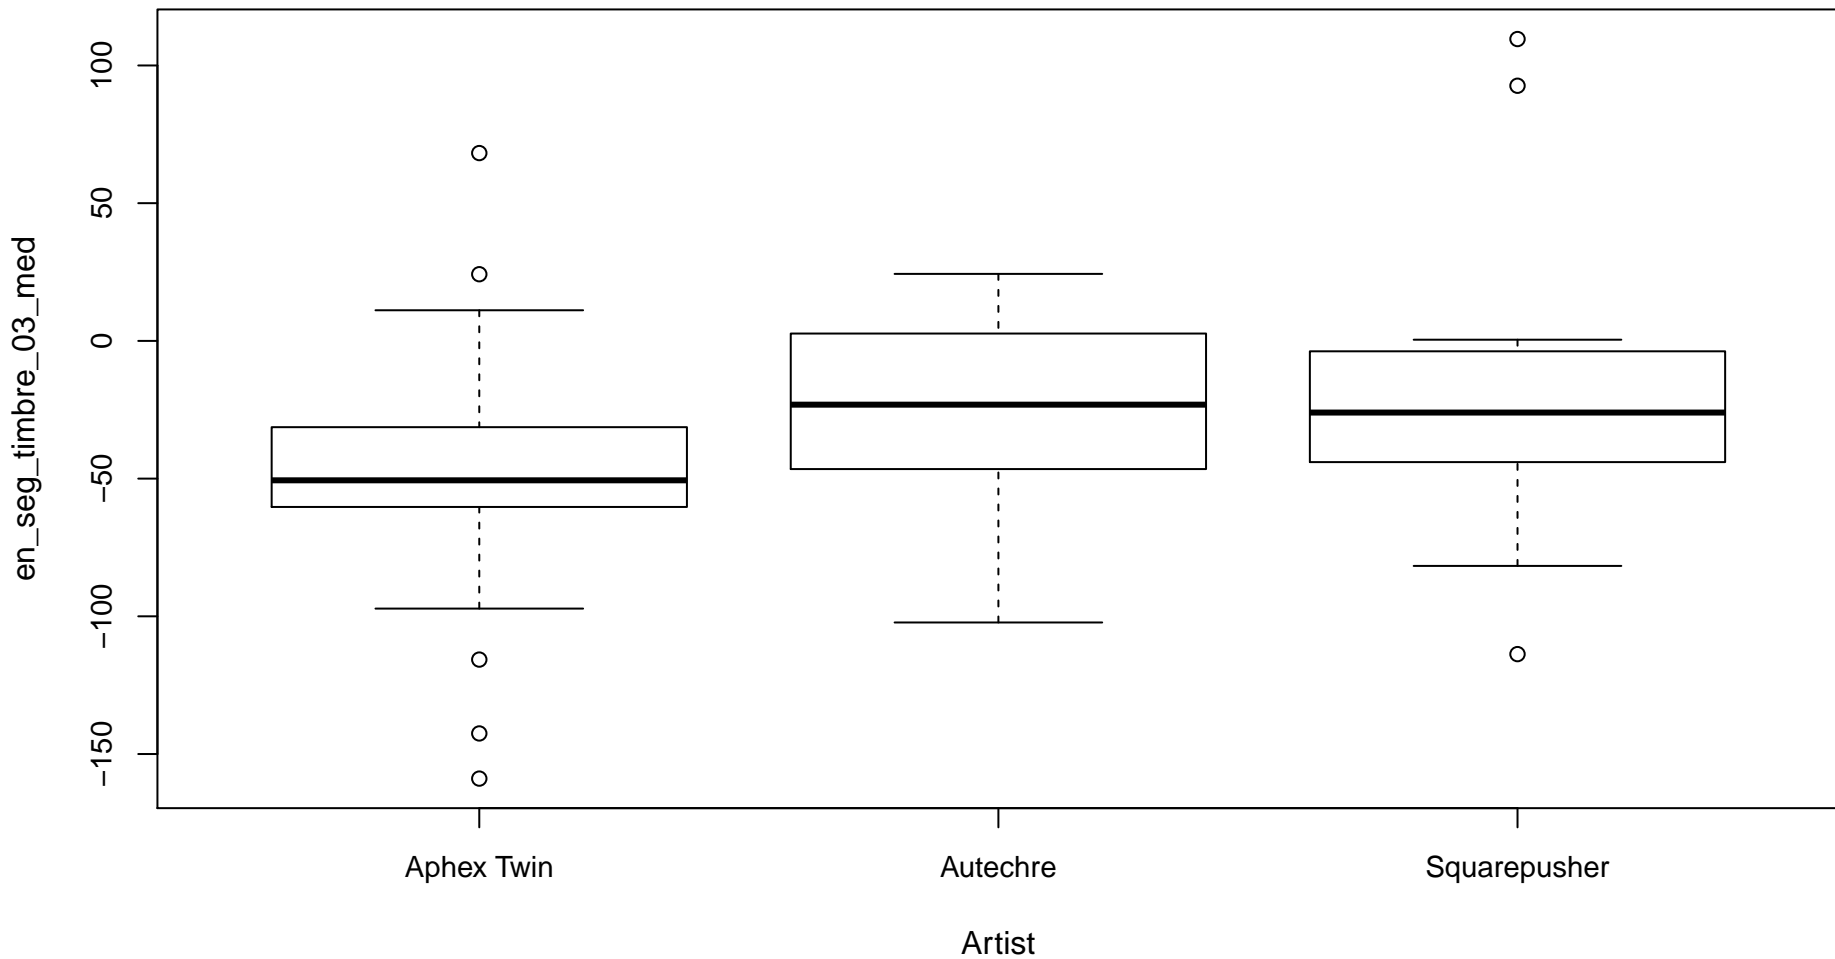 en_seg_timbre_03_med
100
50
0
−50
−100
−150
Aphex Twin
Autechre
Squarepusher
Artist